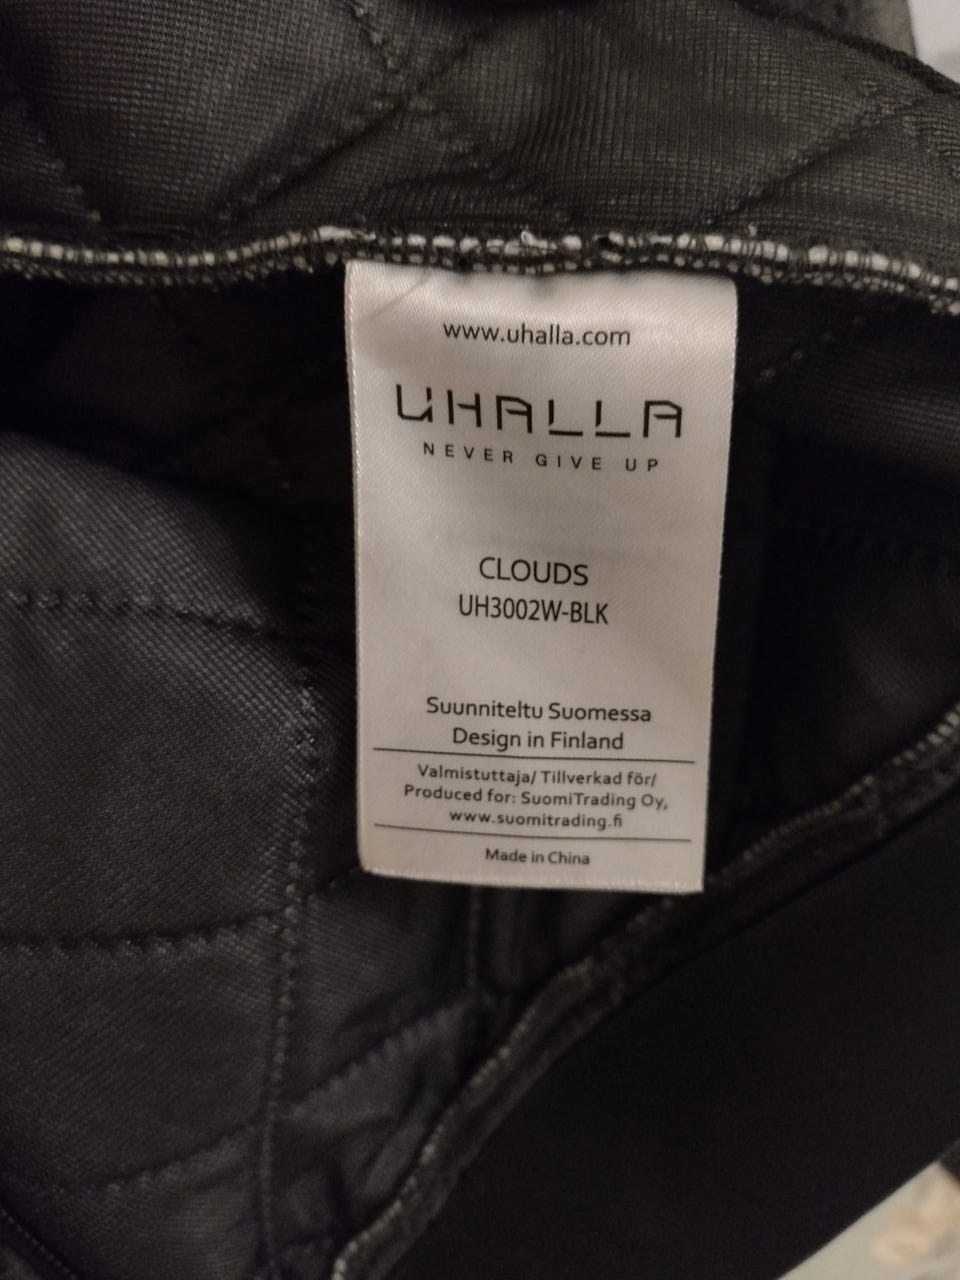 www.uhalla.com
UHALLA
NEVER GIVE UP
CLOUDS
UH3002W-BLK
Suunniteltu Suomessa
Design in Finland
Valmistuttaja/ Tillverkad för/
Produced for: SuomiTrading Oy,
www.suomitrading.fi
Made in China